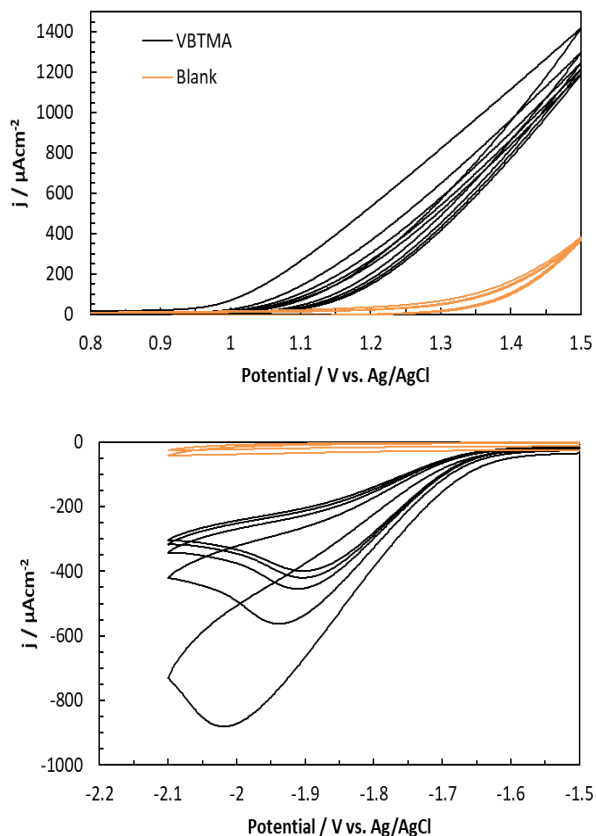 1400
VBTMA
1200
Blank
1000
j / µAcm-2
800
600
400
200
0
0.8 0.9 1 1.1 1.2 1.3 1.4 1.5
Potential / V vs. Ag/AgCl
0
-200
-400
j / µAcm-2
-600
-800
-1000
-2.2 -2.1 -2 -1.9 -1.8 -1.7 -1.6 -1.5
Potential / V vs. Ag/AgCl